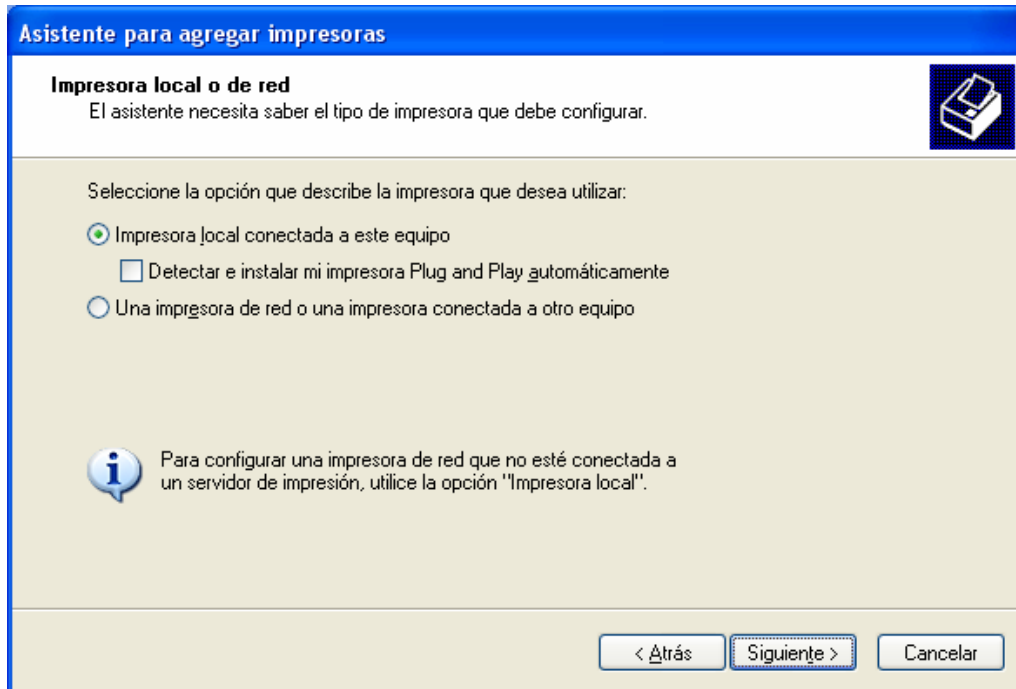 Asistente para agregar impresoras
Impresora local o de red
El asistente necesita saber el tipo de impresora que debe configurar.
Seleccione la opción que describe la impresora que desea utilizar:
Impresora local conectada a este equipo
Detectar e instalar mi impresora Plug and Play automáticamente
Una impresora de red o una impresora conectada a otro equipo
Para configurar una impresora de red que no esté conectada a
un servidor de impresión, utilice la opción "Impresora local".
< Atrás Siguiente > Cancelar